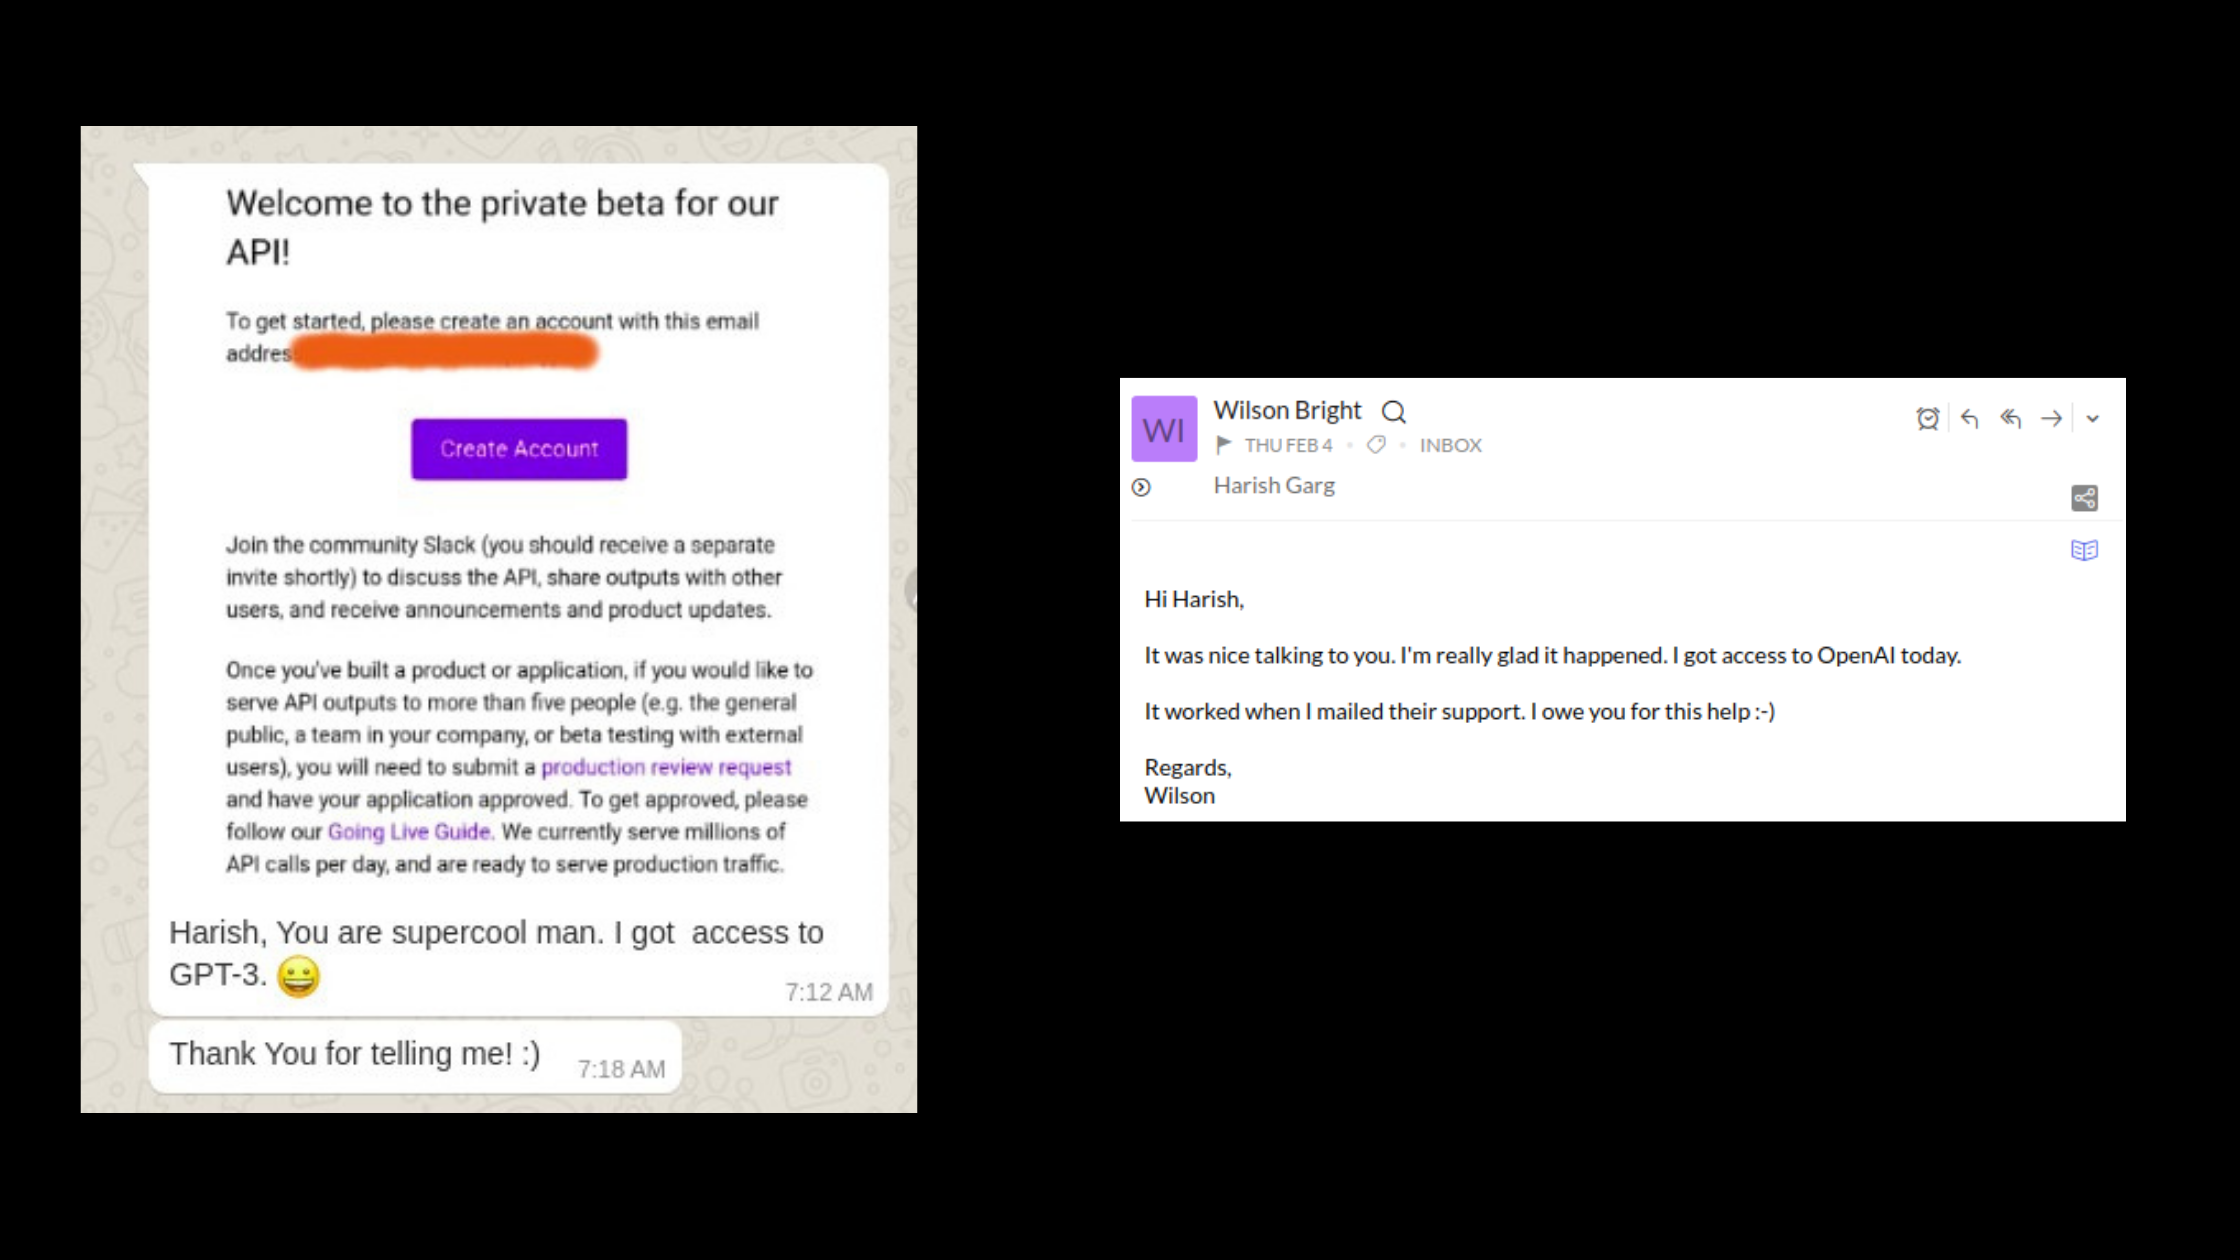 Welcome to the private beta for our
API!
To get started, please create an account with this email
addres
Create Account
Join the community Slack (you should receive a separate
invite shortly) to discuss the API, share outputs with other
users, and receive announcements and product updates.
Once you've built a product or application, if you would like to
serve API outputs to more than five people (e.g. the general
public, a team in your company, or beta testing with external
users), you will need to submit a production review request
and have your application approved. To get approved, please
follow our Going Live Guide. We currently serve millions of
API calls per day, and are ready to serve production traffic.
Harish, You are supercool man. I got  access to
GPT-3. 😀
7:12 AM
Thank You for telling me! :)
7:18 AM
WI
Wilson Bright
THU FEB 4 • • INBOX
Harish Garg
Hi Harish,
It was nice talking to you. I'm really glad it happened. I got access to OpenAI today.
It worked when I mailed their support. I owe you for this help :-)
Regards,
Wilson